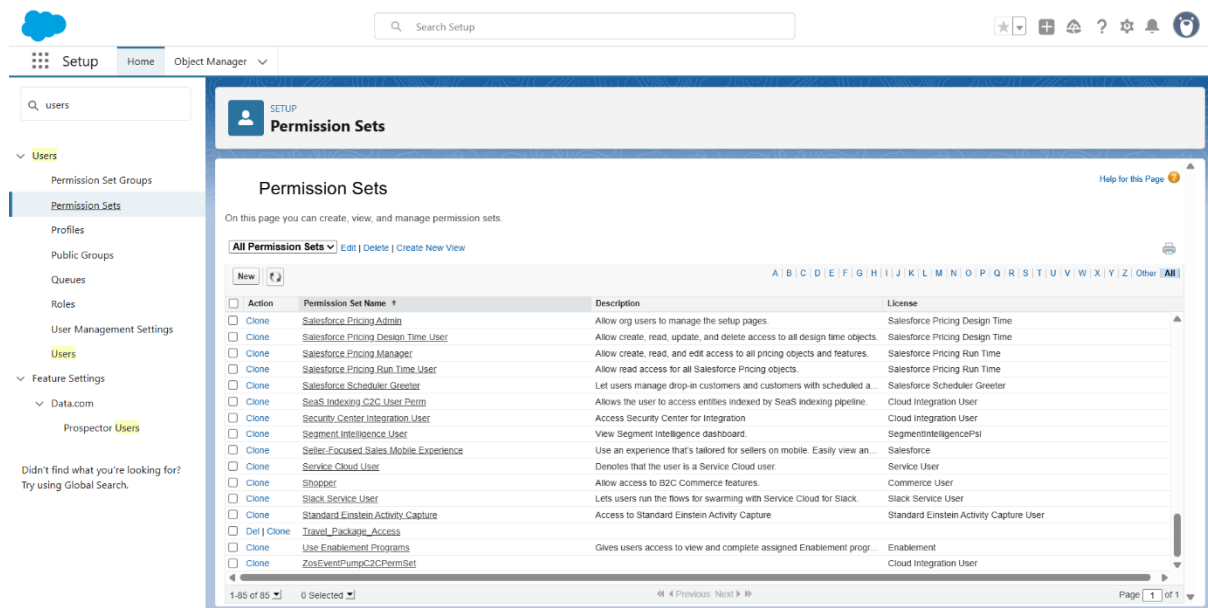 Search Setup
Setup Home Object Manager
users
Users
Permission Set Groups
Permission Sets
Profiles
Public Groups
Queues
Roles
User Management Settings
Users
Feature Settings
Data.com
Prospector Users
Didn't find what you're looking for?
Try using Global Search.
SETUP
Permission Sets
Permission Sets
Help for this Page ?
On this page you can create, view, and manage permission sets.
All Permission Sets Edit | Delete | Create New View
New
A | B | C | D | E | F | G | H | I | J | K | L | M | N | O | P | Q | R | S | T | U | V | W | X | Y | Z | Other | All
Action Permission Set Name ↑ Description License
Clone Salesforce Pricing Admin Allow org users to manage the setup pages. Salesforce Pricing Design Time
Clone Salesforce Pricing Design Time User Allow create, read, update, and delete access to all design time objects. Salesforce Pricing Design Time
Clone Salesforce Pricing Manager Allow create, read, and edit access to all pricing objects and features. Salesforce Pricing Run Time
Clone Salesforce Pricing Run Time User Allow read access for all Salesforce Pricing objects. Salesforce Pricing Run Time
Clone Salesforce Scheduler Greeter Let users manage drop-in customers and customers with scheduled a... Salesforce Scheduler Greeter
Clone SeaS Indexing C2C User Perm Allows the user to access entities indexed by SeaS indexing pipeline. Cloud Integration User
Clone Security Center Integration User Access Security Center for Integration Cloud Integration User
Clone Segment Intelligence User View Segment Intelligence dashboard. SegmentIntelligencePsl
Clone Seller-Focused Sales Mobile Experience Use an experience that's tailored for sellers on mobile. Easily view an... Salesforce
Clone Service Cloud User Denotes that the user is a Service Cloud user. Service User
Clone Shopper Allow access to B2C Commerce features. Commerce User
Clone Slack Service User Lets users run the flows for swarming with Service Cloud for Slack. Slack Service User
Clone Standard Einstein Activity Capture Access to Standard Einstein Activity Capture Standard Einstein Activity Capture User
Del | Clone Travel_Package_Access
Clone Use Enablement Programs Gives users access to view and complete assigned Enablement progr... Enablement
Clone ZosEventPumpC2CPermSet Cloud Integration User
1-85 of 85 0 Selected Previous Next Page 1 of 1